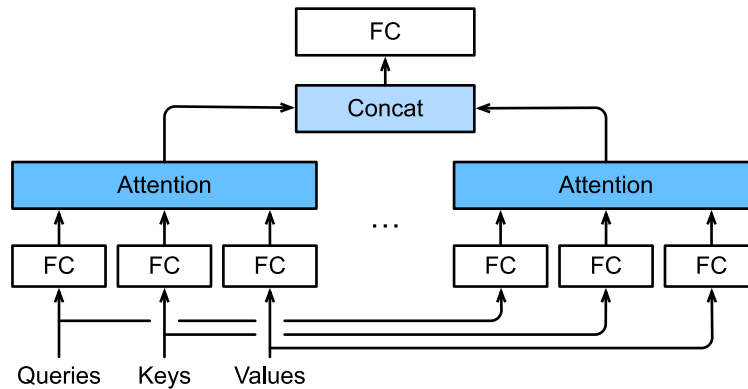 FC
Concat
Attention
Attention
...
FC
FC
FC
FC
FC
FC
Queries
Keys
Values